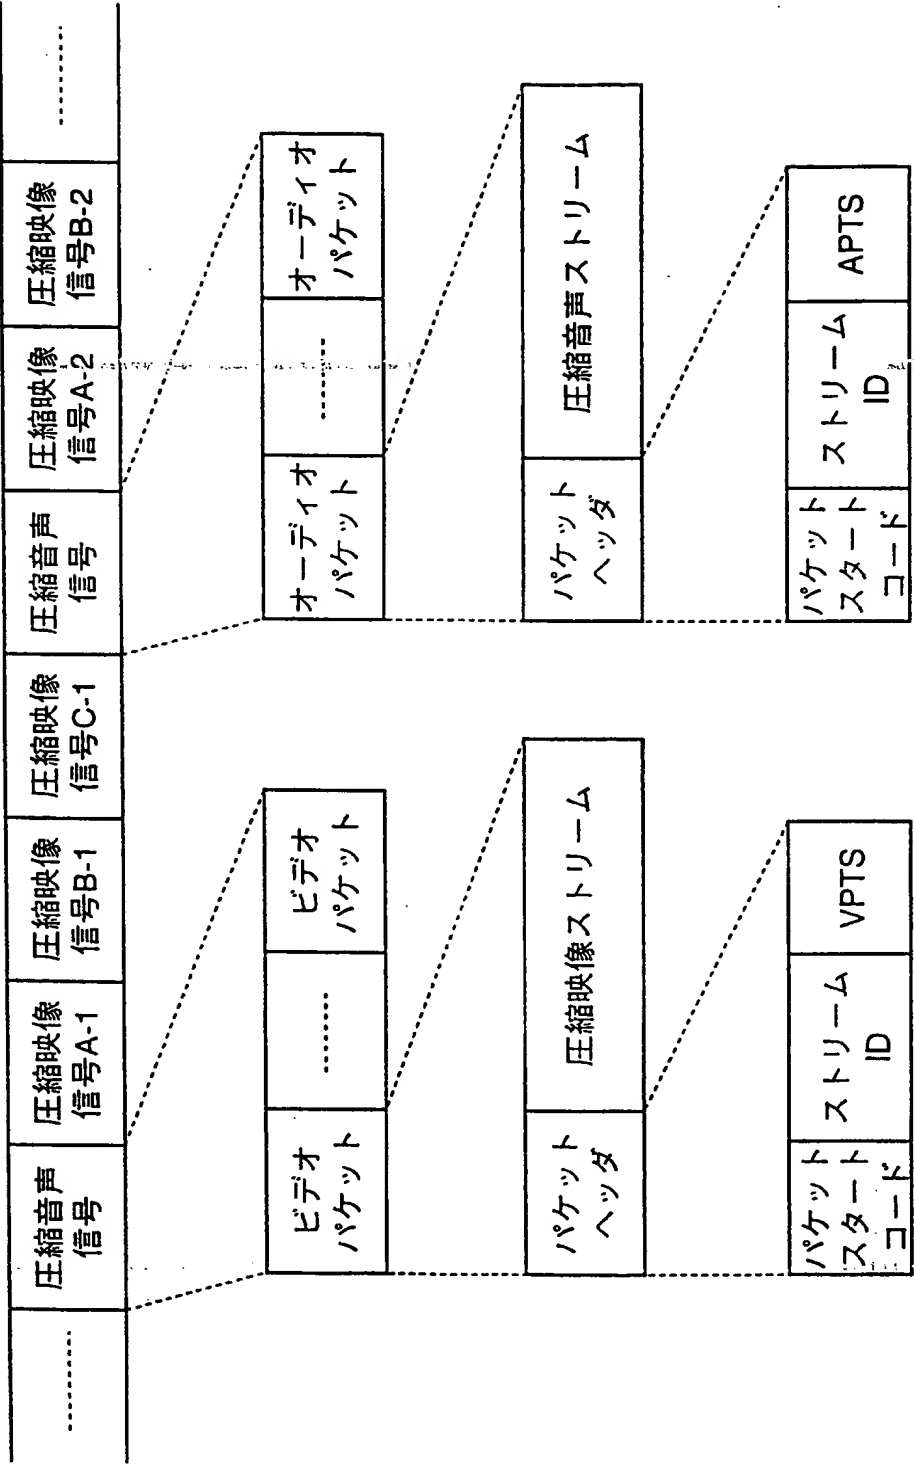 圧縮音声
信号
圧縮映像
信号A-1
圧縮映像
信号B-1
圧縮映像
信号C-1
圧縮音声
信号
圧縮映像
信号A-2
圧縮映像
信号B-2
ビデオ
パケット
ビデオ
パケット
オーディオ
パケット
オーディオ
パケット
パケット
ヘッダ
圧縮映像ストリーム
パケット
ヘッダ
圧縮音声ストリーム
パケット
スタート
コード
ストリーム
ID
VPTS
パケット
スタート
コード
ストリーム
ID
APTS